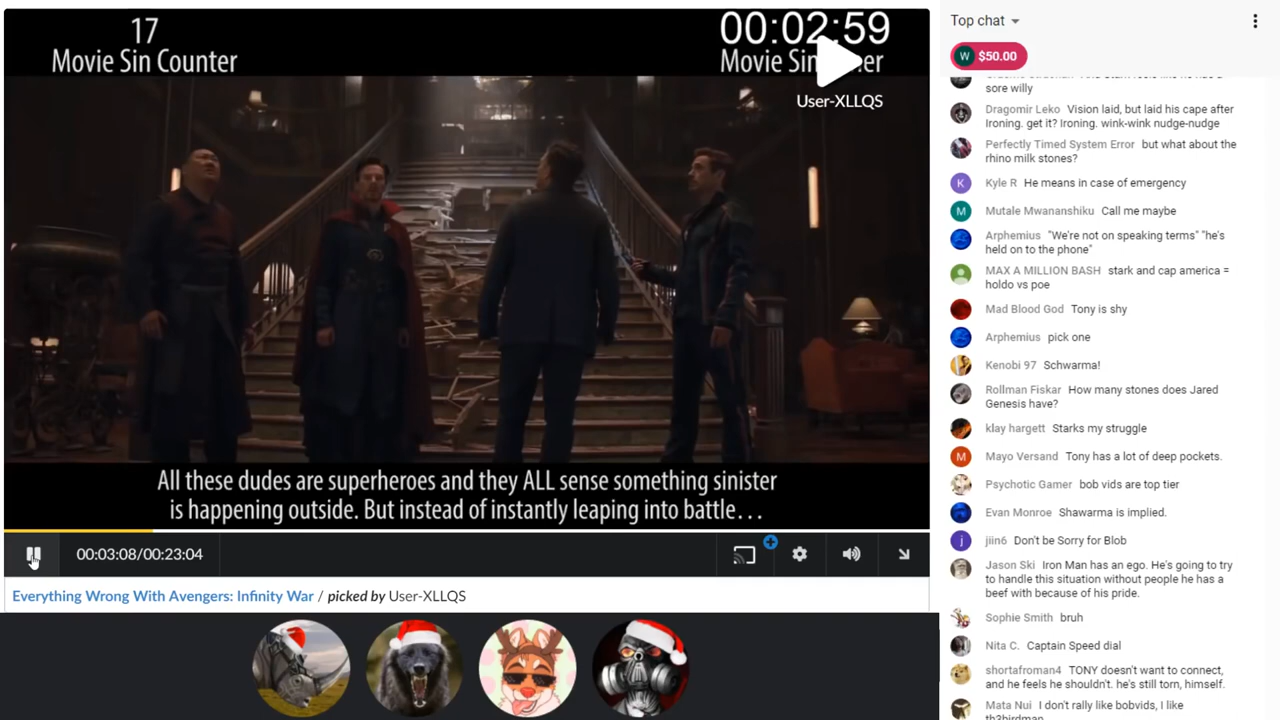 17
Movie Sin Counter
00:02:59
Movie Sin
er
User-XLLQS
All these dudes are superheroes and they ALL sense something sinister
is happening outside. But instead of instantly leaping into battle…
00:03:08/00:23:04
Everything Wrong With Avengers: Infinity War / picked by User-XLLQS
Top chat
W $50.00
sore willy
Dragomir Leko Vision laid, but laid his cape after
Ironing. get it? Ironing. wink-wink nudge-nudge
Perfectly Timed System Error but what about the
rhino milk stones?
K Kyle R He means in case of emergency
M Mutale Mwananshiku Call me maybe
Arphemius "We're not on speaking terms" "he's
held on to the phone"
MAX A MILLION BASH stark and cap america =
holdo vs poe
Mad Blood God Tony is shy
Arphemius pick one
Kenobi 97 Schwarma!
Rollman Fiskar How many stones does Jared
Genesis have?
klay hargett Starks my struggle
M Mayo Versand Tony has a lot of deep pockets.
Psychotic Gamer bob vids are top tier
Evan Monroe Shawarma is implied.
j jiin6 Don't be Sorry for Blob
Jason Ski Iron Man has an ego. He's going to try
to handle this situation without people he has a
beef with because of his pride.
Sophie Smith bruh
Nita C. Captain Speed dial
shortafroman4 TONY doesn't want to connect,
and he feels he shouldn't. he's still torn, himself.
Mata Nui I don't rally like bobvids, I like
th3birdman